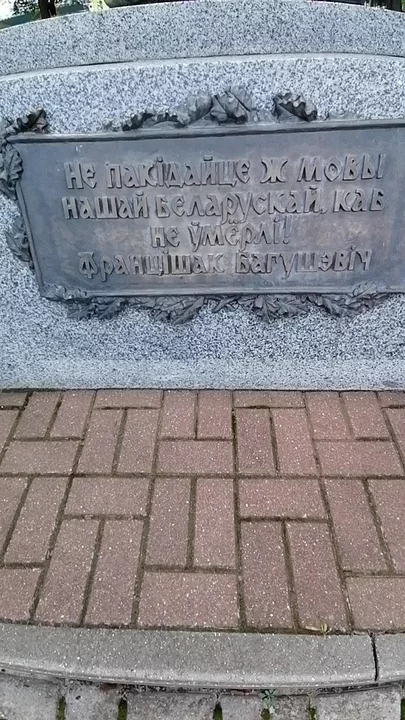 Не пакідайце ж мовы
нашай беларускай, каб
не ўмерлі!
Францішак Багушэвіч